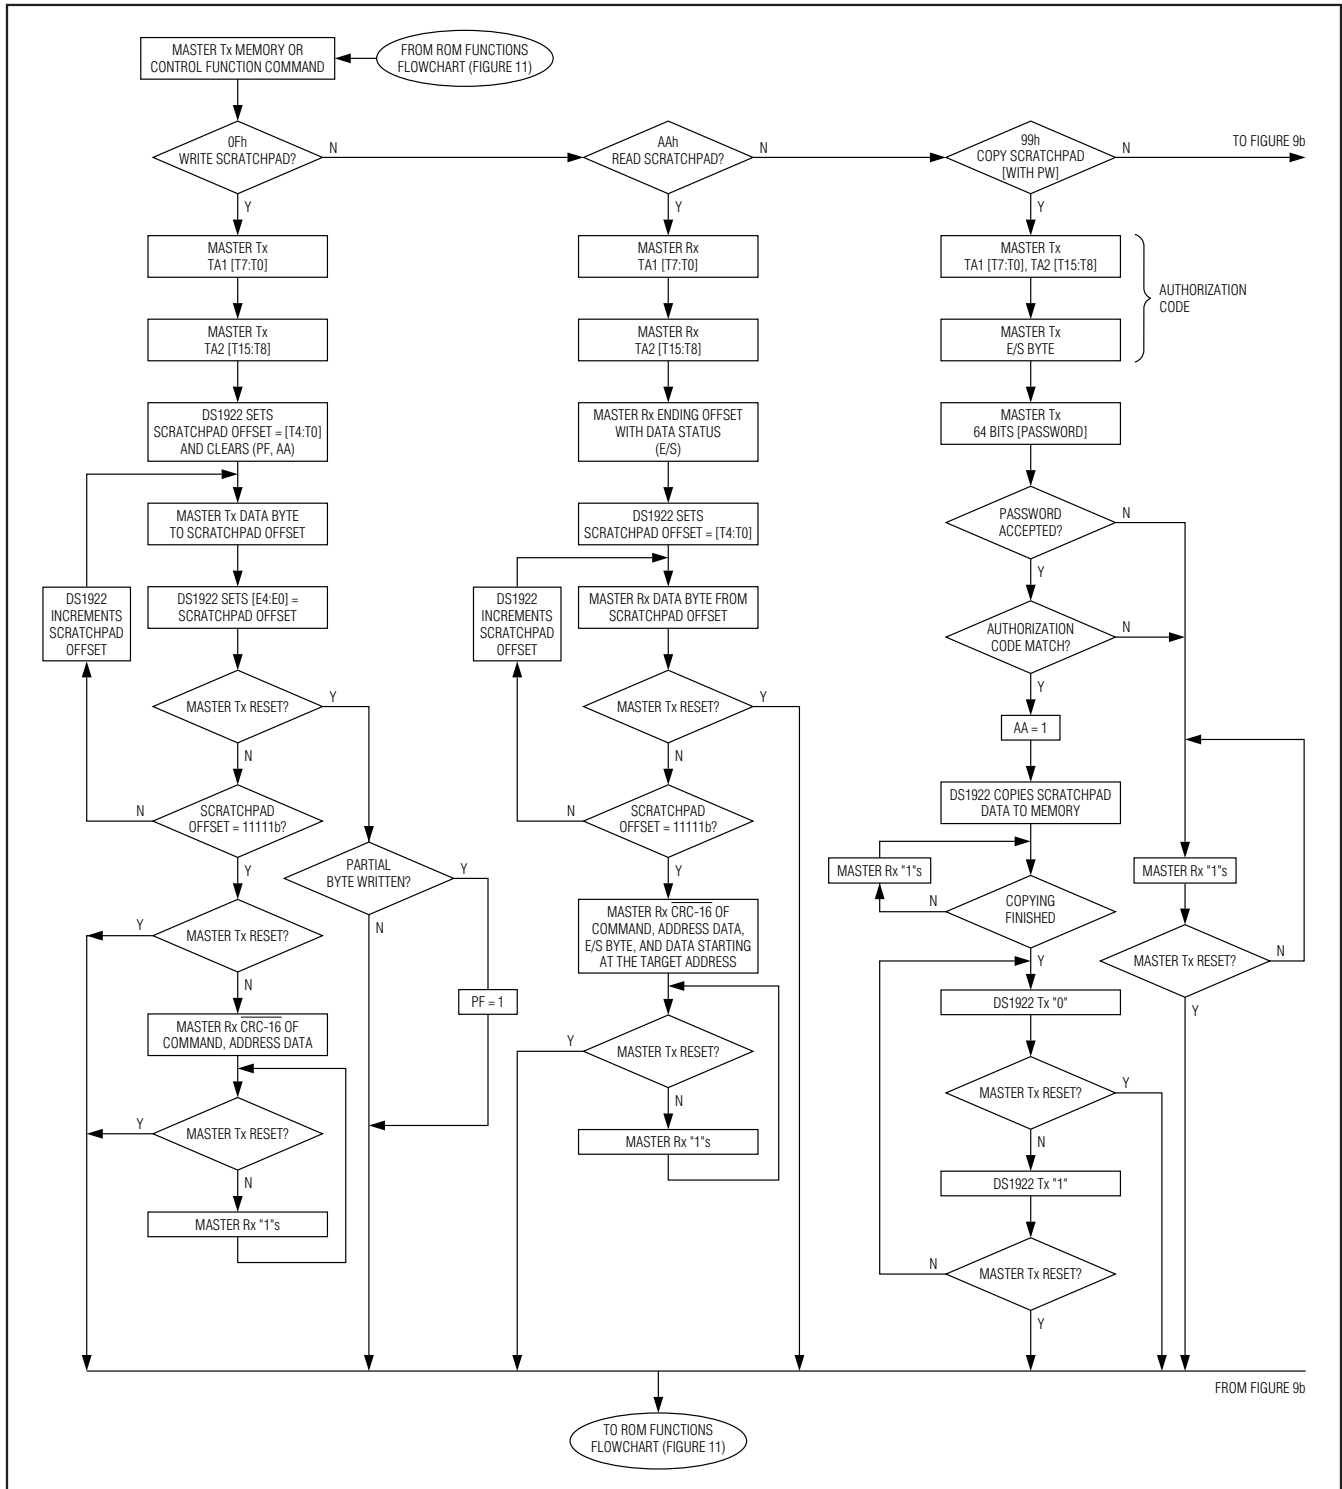 MASTER Tx MEMORY OR
CONTROL FUNCTION COMMAND
FROM ROM FUNCTIONS
FLOWCHART (FIGURE 11)
0Fh
WRITE SCRATCHPAD?
N
Y
AAh
READ SCRATCHPAD?
N
Y
99h
COPY SCRATCHPAD
[WITH PW]
N
Y
TO FIGURE 9b
MASTER Tx
TA1 [T7:T0]
MASTER Tx
TA2 [T15:T8]
DS1922 SETS
SCRATCHPAD OFFSET = [T4:T0]
AND CLEARS (PF, AA)
MASTER Tx DATA BYTE
TO SCRATCHPAD OFFSET
DS1922 SETS [E4:E0] =
SCRATCHPAD OFFSET
DS1922
INCREMENTS
SCRATCHPAD
OFFSET
MASTER Tx RESET?
Y
N
SCRATCHPAD
OFFSET = 11111b?
N
Y
PARTIAL
BYTE WRITTEN?
Y
N
PF = 1
MASTER Tx RESET?
Y
N
MASTER Rx CRC-16 OF
COMMAND, ADDRESS DATA
MASTER Tx RESET?
Y
N
MASTER Rx "1"s
MASTER Rx
TA1 [T7:T0]
MASTER Rx
TA2 [T15:T8]
MASTER Rx ENDING OFFSET
WITH DATA STATUS
(E/S)
DS1922 SETS
SCRATCHPAD OFFSET = [T4:T0]
MASTER Rx DATA BYTE FROM
SCRATCHPAD OFFSET
DS1922
INCREMENTS
SCRATCHPAD
OFFSET
MASTER Tx RESET?
Y
N
SCRATCHPAD
OFFSET = 11111b?
N
Y
MASTER Rx CRC-16 OF
COMMAND, ADDRESS DATA,
E/S BYTE, AND DATA STARTING
AT THE TARGET ADDRESS
MASTER Tx RESET?
Y
N
MASTER Rx "1"s
MASTER Tx
TA1 [T7:T0], TA2 [T15:T8]
MASTER Tx
E/S BYTE
AUTHORIZATION
CODE
MASTER Tx
64 BITS [PASSWORD]
PASSWORD
ACCEPTED?
N
Y
AUTHORIZATION
CODE MATCH?
N
Y
AA = 1
DS1922 COPIES SCRATCHPAD
DATA TO MEMORY
MASTER Rx "1"s
COPYING
FINISHED
N
Y
MASTER Rx "1"s
MASTER Tx RESET?
N
Y
DS1922 Tx "0"
MASTER Tx RESET?
Y
N
DS1922 Tx "1"
MASTER Tx RESET?
N
Y
FROM FIGURE 9b
TO ROM FUNCTIONS
FLOWCHART (FIGURE 11)